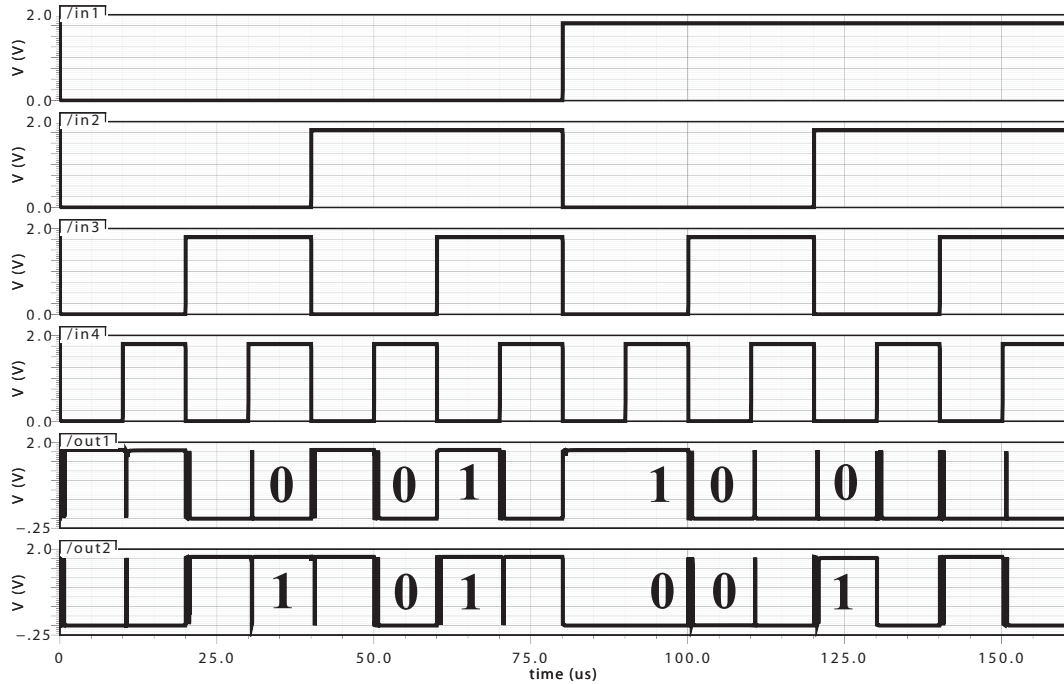 /in1
2.0
V (V)
0.0
/in2
2.0
V (V)
0.0
/in3
2.0
V (V)
0.0
/in4
2.0
V (V)
0.0
/out1
2.0
V (V)
0 0 1 1 0 0
-.25
/out2
2.0
V (V)
1 0 1 0 0 1
-.25
0 25.0 50.0 75.0 100.0 125.0 150.0
time (us)